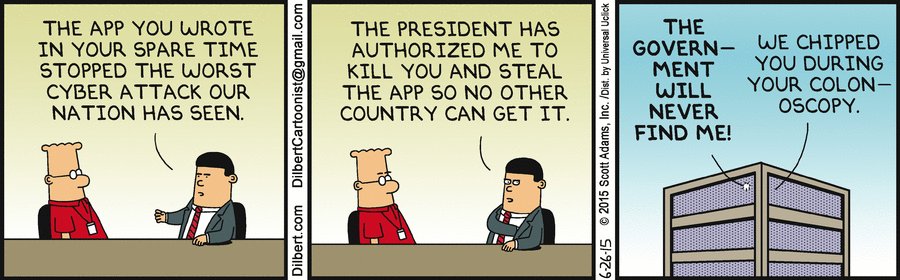 THE APP YOU WROTE
IN YOUR SPARE TIME
STOPPED THE WORST
CYBER ATTACK OUR
NATION HAS SEEN.
Dilbert.com DilbertCartoonist@gmail.com
THE PRESIDENT HAS
AUTHORIZED ME TO
KILL YOU AND STEAL
THE APP SO NO OTHER
COUNTRY CAN GET IT.
6-26-15 © 2015 Scott Adams, Inc. /Dist. by Universal Uclick
THE
GOVERN-
MENT
WILL
NEVER
FIND ME!
WE CHIPPED
YOU DURING
YOUR COLON-
OSCOPY.